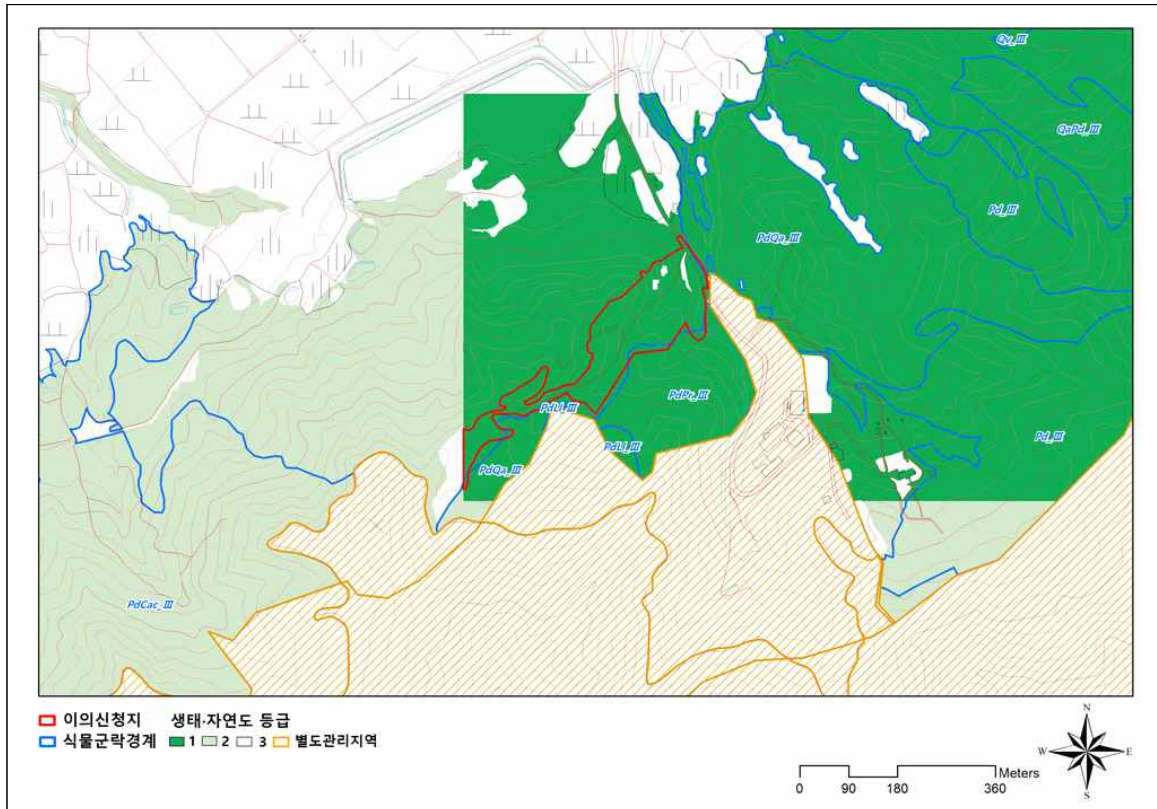 Qv_Ⅲ
QaPd_Ⅲ
Pd_Ⅲ
PdQa_Ⅲ
PdPr_Ⅲ
PdLl_Ⅲ
Pd_Ⅲ
PdLl_Ⅲ
PdQa_Ⅲ
PdCac_Ⅲ
이의신청지 생태·자연도 등급
식물군락경계 1 2 3 별도관리지역
N
W E
S
Meters
0 90 180 360